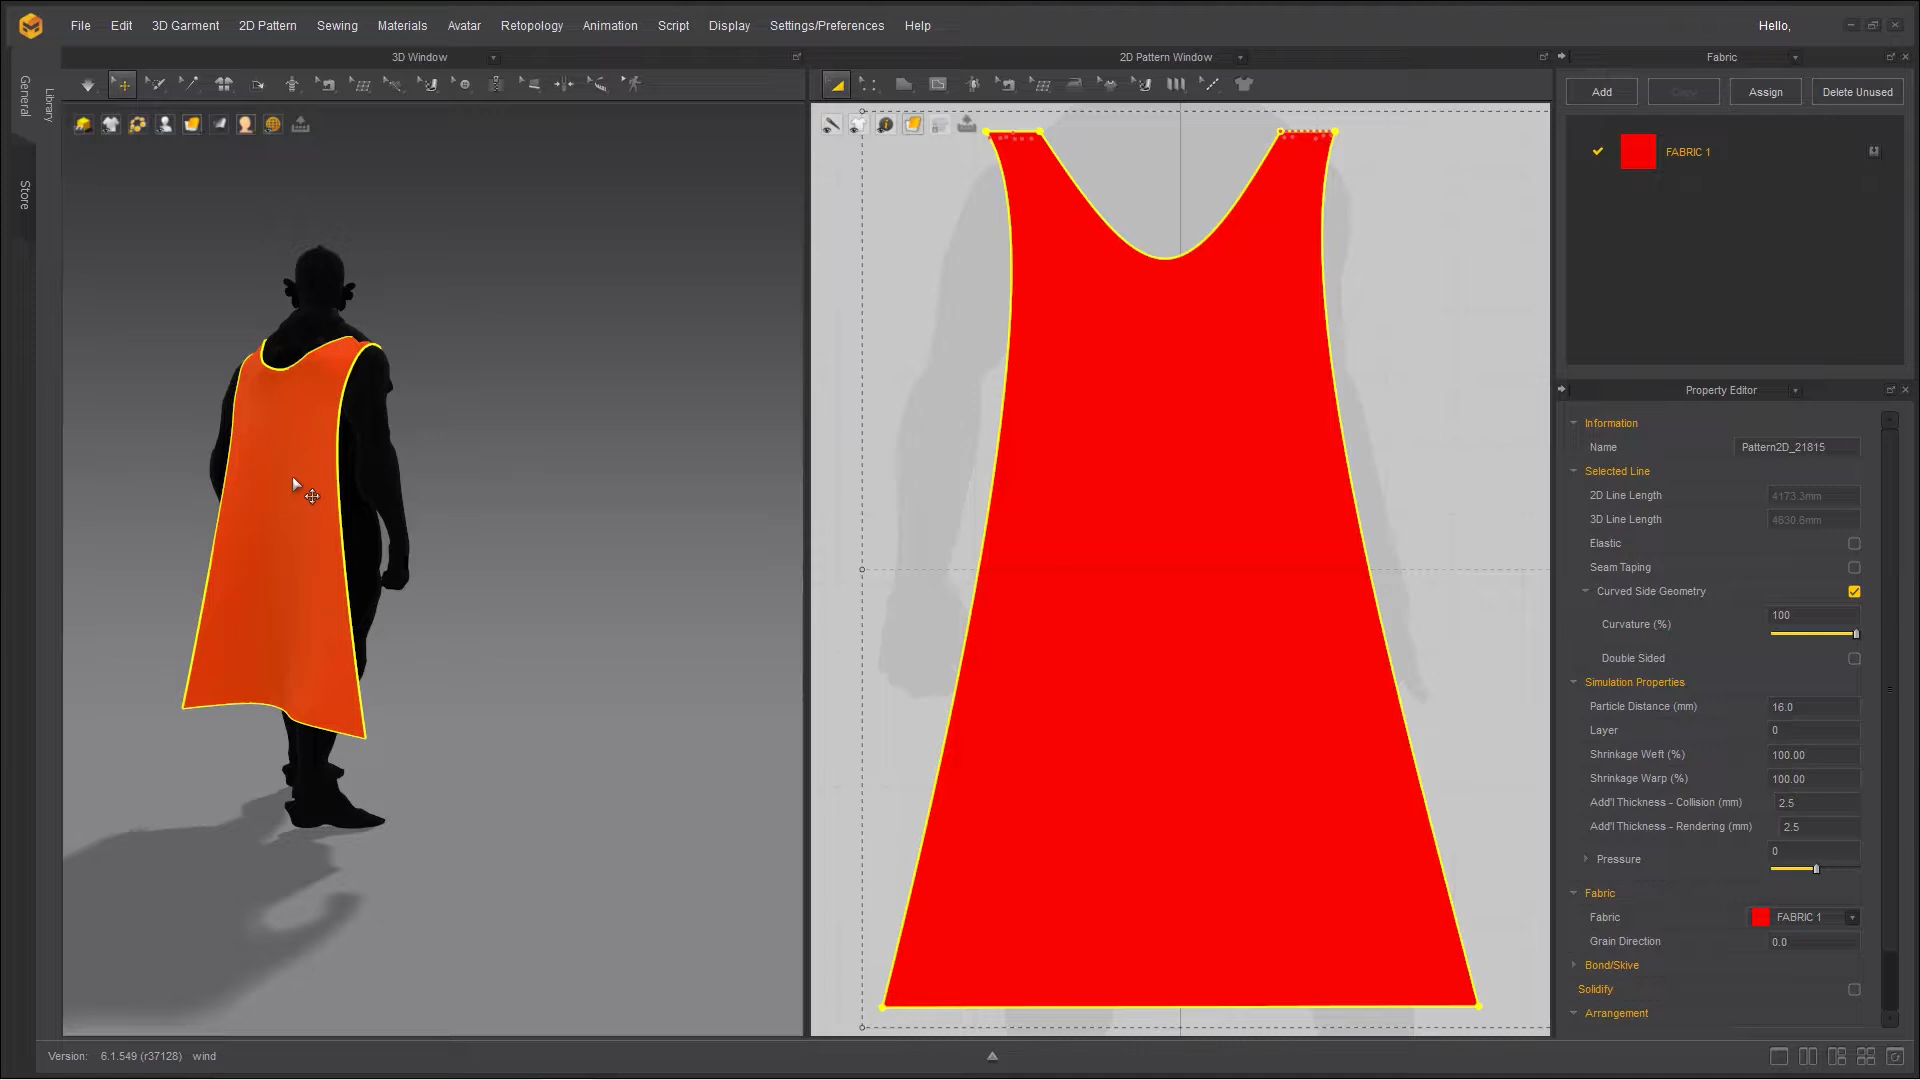 File Edit 3D Garment 2D Pattern Sewing Materials Avatar Retopology Animation Script Display Settings/Preferences Help Hello,
3D Window
2D Pattern Window
Fabric
General
Library
Store
Add Copy Assign Delete Unused
FABRIC 1
Property Editor
Information
Name Pattern2D_21815
Selected Line
2D Line Length 4173.3mm
3D Line Length 4630.6mm
Elastic
Seam Taping
Curved Side Geometry
Curvature (%) 100
Double Sided
Simulation Properties
Particle Distance (mm) 16.0
Layer 0
Shrinkage Weft (%) 100.00
Shrinkage Warp (%) 100.00
Add'l Thickness - Collision (mm) 2.5
Add'l Thickness - Rendering (mm) 2.5
Pressure 0
Fabric
Fabric FABRIC 1
Grain Direction 0.0
Bond/Skive
Solidify
Arrangement
Version: 6.1.549 (r37128) wind